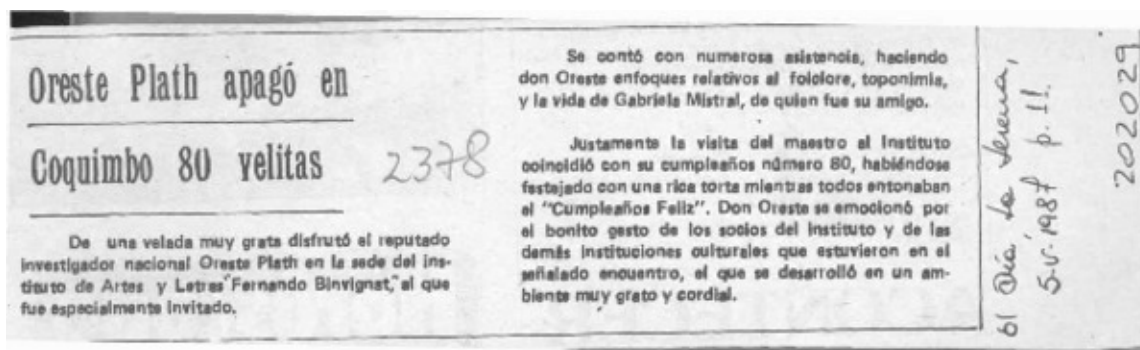 Oreste Plath apagó en
Coquimbo 80 velitas
2378
De una velada muy grata disfrutó el reputado
investigador nacional Oreste Plath en la sede del Ins-
tituto de Artes y Letras "Fernando Binvignat," al que
fue especialmente invitado.
Se contó con numerosa asistencia, haciendo
don Oreste enfoques relativos al folclore, toponimia,
y la vida de Gabriela Mistral, de quien fue su amigo.
Justamente la visita del maestro al Instituto
coincidió con su cumpleaños número 80, habiéndose
festejado con una rica torta mientras todos entonaban
el "Cumpleaños Feliz". Don Oreste se emocionó por
el bonito gesto de los socios del Instituto y de las
demás instituciones culturales que estuvieron en el
señalado encuentro, el que se desarrolló en un am-
biente muy grato y cordial.
El Día, La Serena,
5-V-1987 p. 11.
202029